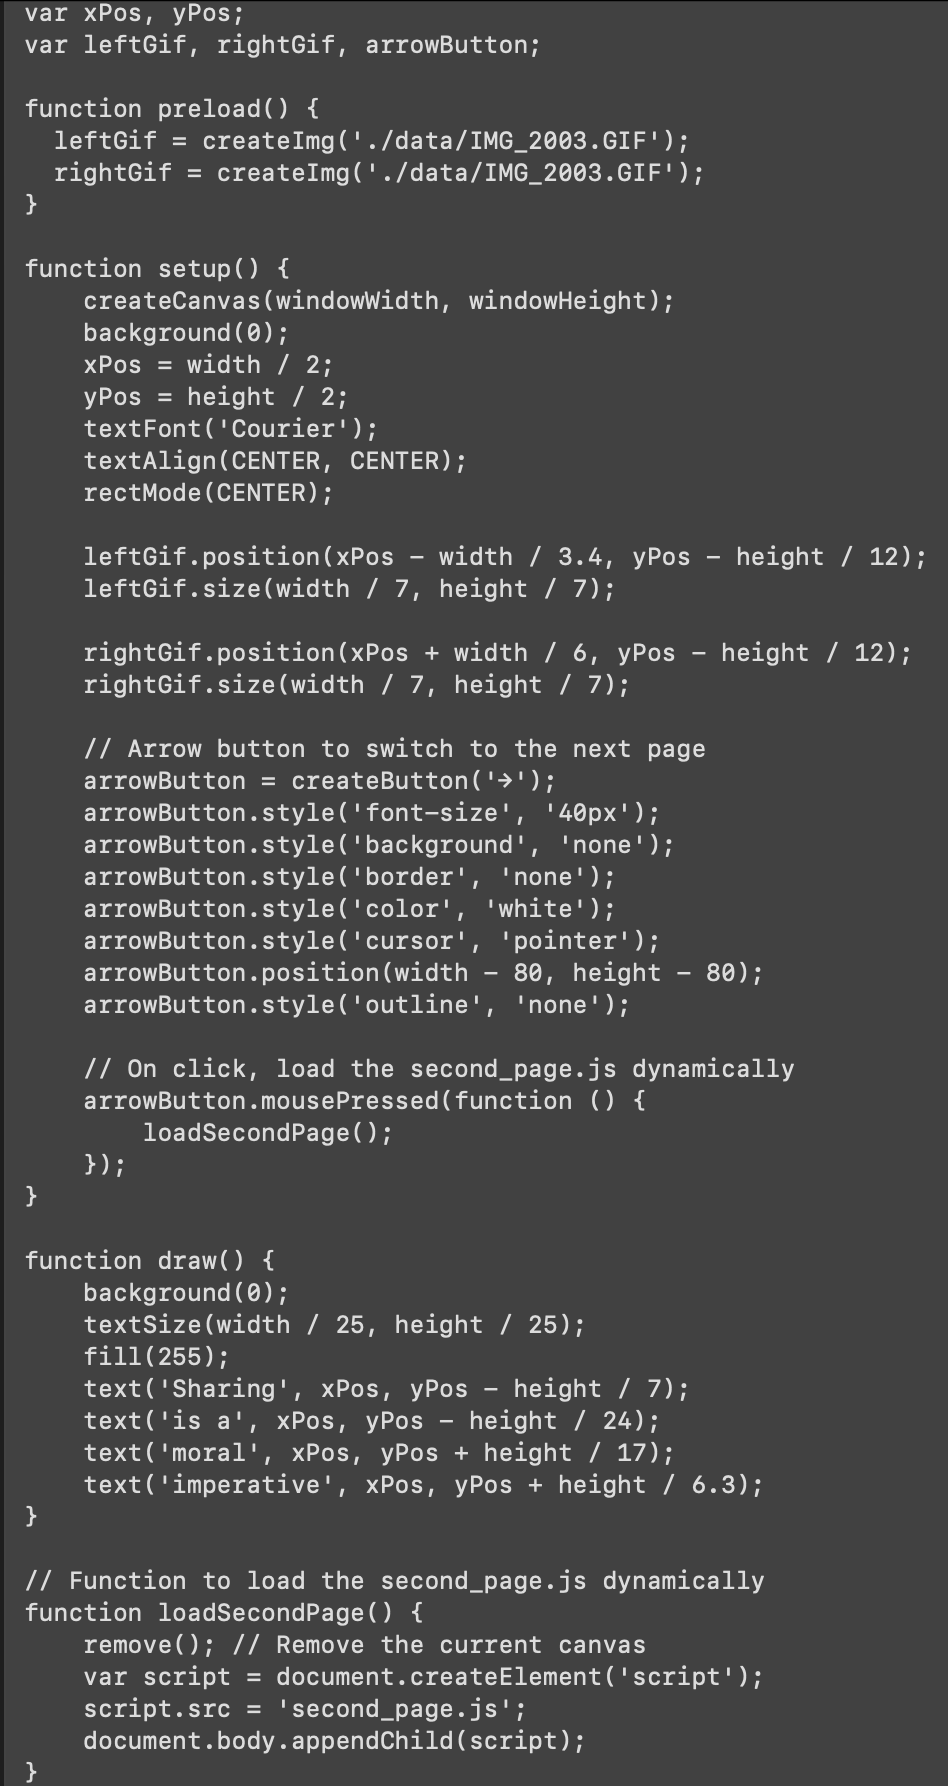 var xPos, yPos;
var leftGif, rightGif, arrowButton;

function preload() {
  leftGif = createImg('./data/IMG_2003.GIF');
  rightGif = createImg('./data/IMG_2003.GIF');
}

function setup() {
    createCanvas(windowWidth, windowHeight);
    background(0);
    xPos = width / 2;
    yPos = height / 2;
    textFont('Courier');
    textAlign(CENTER, CENTER);
    rectMode(CENTER);

    leftGif.position(xPos - width / 3.4, yPos - height / 12);
    leftGif.size(width / 7, height / 7);

    rightGif.position(xPos + width / 6, yPos - height / 12);
    rightGif.size(width / 7, height / 7);

    // Arrow button to switch to the next page
    arrowButton = createButton('→');
    arrowButton.style('font-size', '40px');
    arrowButton.style('background', 'none');
    arrowButton.style('border', 'none');
    arrowButton.style('color', 'white');
    arrowButton.style('cursor', 'pointer');
    arrowButton.position(width - 80, height - 80);
    arrowButton.style('outline', 'none');

    // On click, load the second_page.js dynamically
    arrowButton.mousePressed(function () {
        loadSecondPage();
    });
}

function draw() {
    background(0);
    textSize(width / 25, height / 25);
    fill(255);
    text('Sharing', xPos, yPos - height / 7);
    text('is a', xPos, yPos - height / 24);
    text('moral', xPos, yPos + height / 17);
    text('imperative', xPos, yPos + height / 6.3);
}

// Function to load the second_page.js dynamically
function loadSecondPage() {
    remove(); // Remove the current canvas
    var script = document.createElement('script');
    script.src = 'second_page.js';
    document.body.appendChild(script);
}